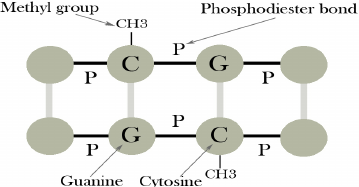 Methyl group Phosphodiester bond
CH3
P
C G
P P
P
G C
P P
CH3
Guanine Cytosine